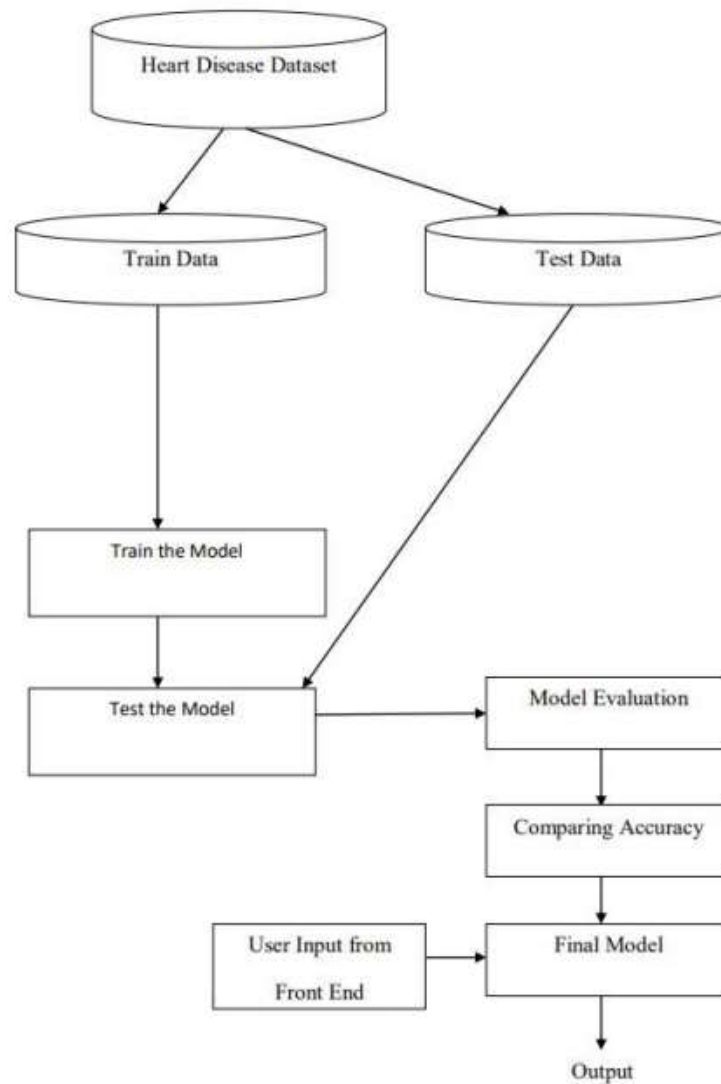 Heart Disease Dataset
Train Data
Test Data
Train the Model
Test the Model
Model Evaluation
Comparing Accuracy
User Input from
Front End
Final Model
Output